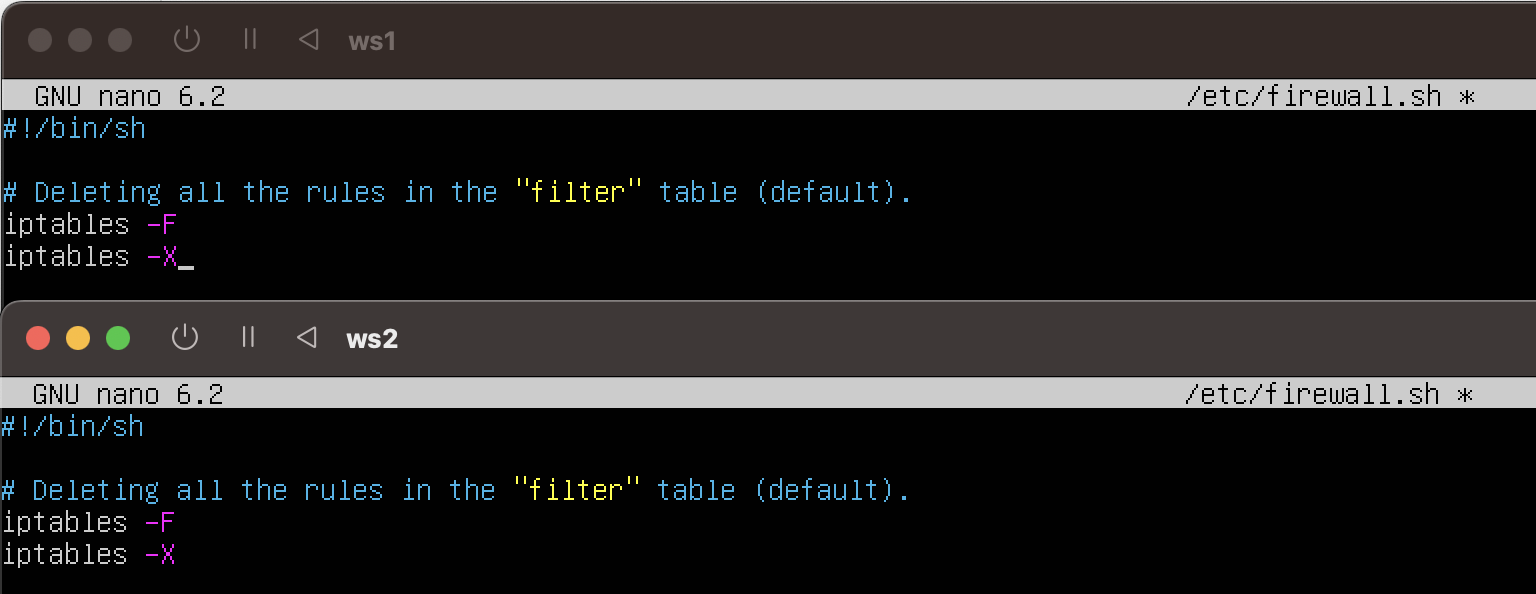 ws1
GNU nano 6.2 /etc/firewall.sh *
#!/bin/sh
# Deleting all the rules in the "filter" table (default).
iptables -F
iptables -X
ws2
GNU nano 6.2 /etc/firewall.sh *
#!/bin/sh
# Deleting all the rules in the "filter" table (default).
iptables -F
iptables -X